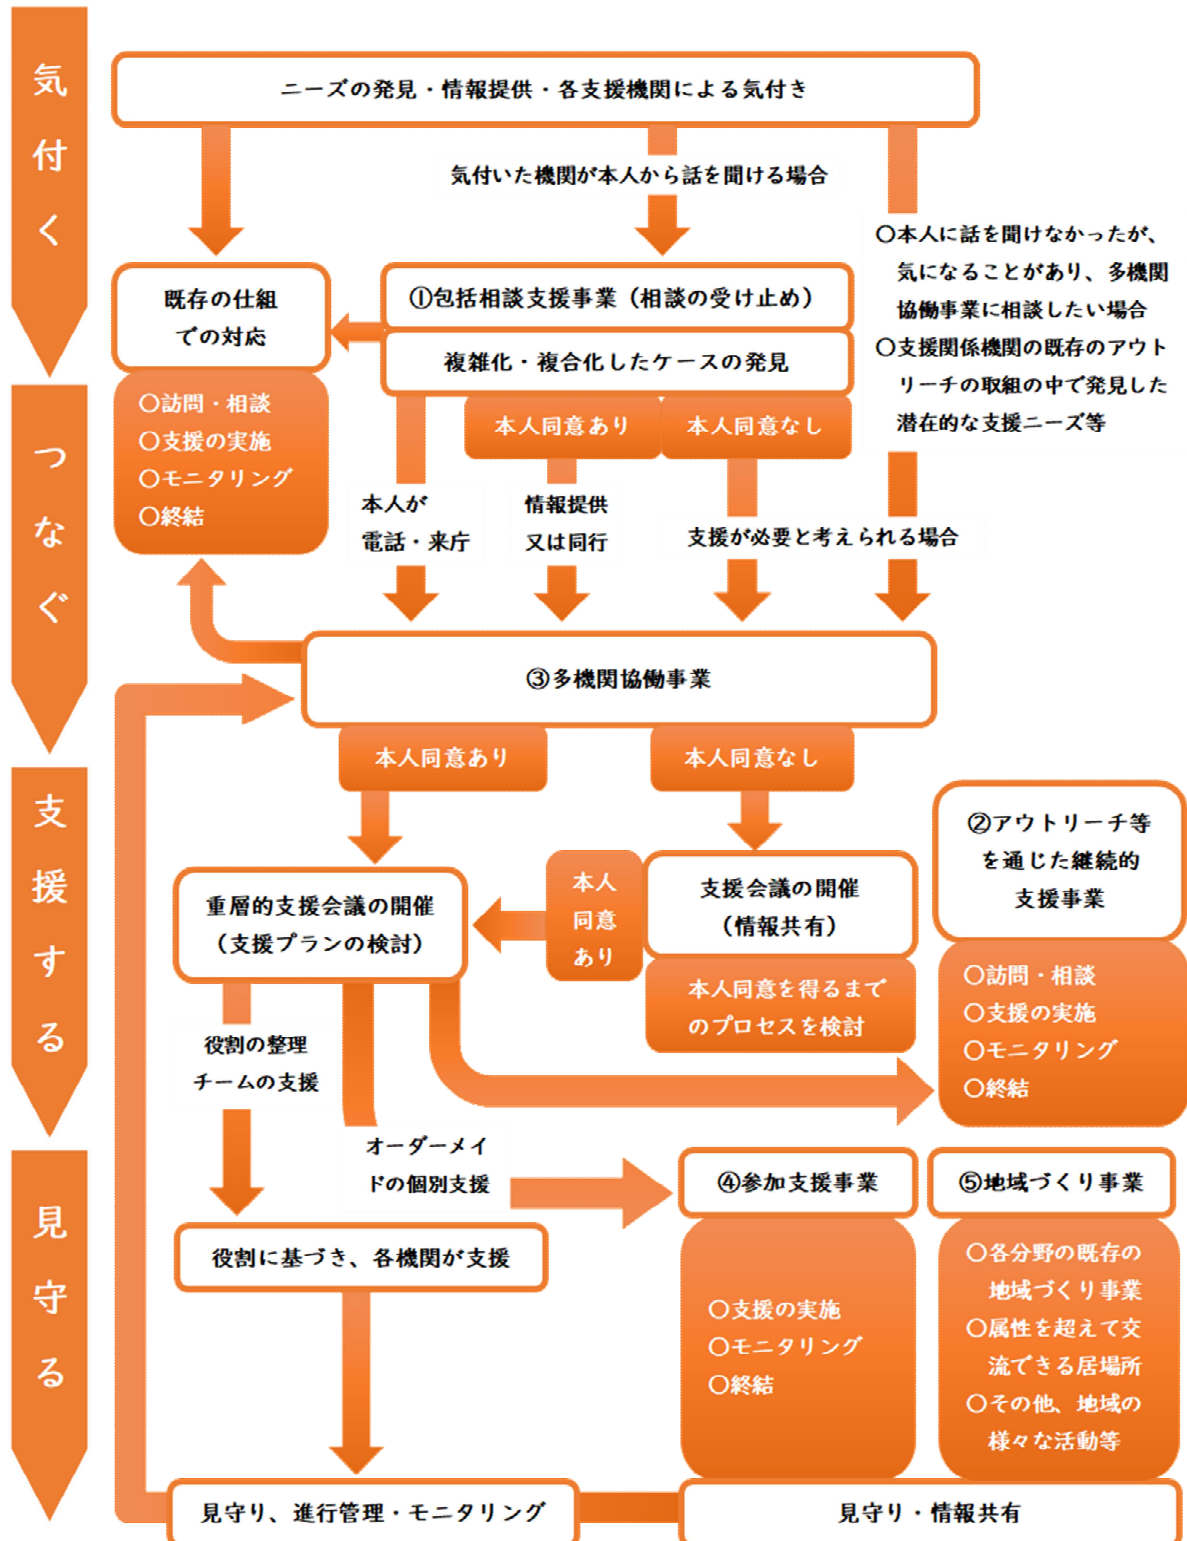 気付く
つなぐ
支援する
見守る
ニーズの発見・情報提供・各支援機関による気付き
気付いた機関が本人から話を聞ける場合
〇本人に話を聞けなかったが、
気になることがあり、多機関
協働事業に相談したい場合
〇支援関係機関の既存のアウト
リーチの取組の中で発見した
潜在的な支援ニーズ等
既存の仕組
での対応
〇訪問・相談
〇支援の実施
〇モニタリング
〇終結
①包括相談支援事業（相談の受け止め）
複雑化・複合化したケースの発見
本人同意あり
本人同意なし
本人が
電話・来庁
情報提供
又は同行
支援が必要と考えられる場合
③多機関協働事業
本人同意あり
本人同意なし
重層的支援会議の開催
（支援プランの検討）
本人
同意
あり
支援会議の開催
（情報共有）
本人同意を得るまで
のプロセスを検討
②アウトリーチ等
を通じた継続的
支援事業
〇訪問・相談
〇支援の実施
〇モニタリング
〇終結
役割の整理
チームの支援
オーダーメイ
ドの個別支援
役割に基づき、各機関が支援
④参加支援事業
〇支援の実施
〇モニタリング
〇終結
⑤地域づくり事業
〇各分野の既存の
地域づくり事業
〇属性を超えて交
流できる居場所
〇その他、地域の
様々な活動等
見守り、進行管理・モニタリング
見守り・情報共有